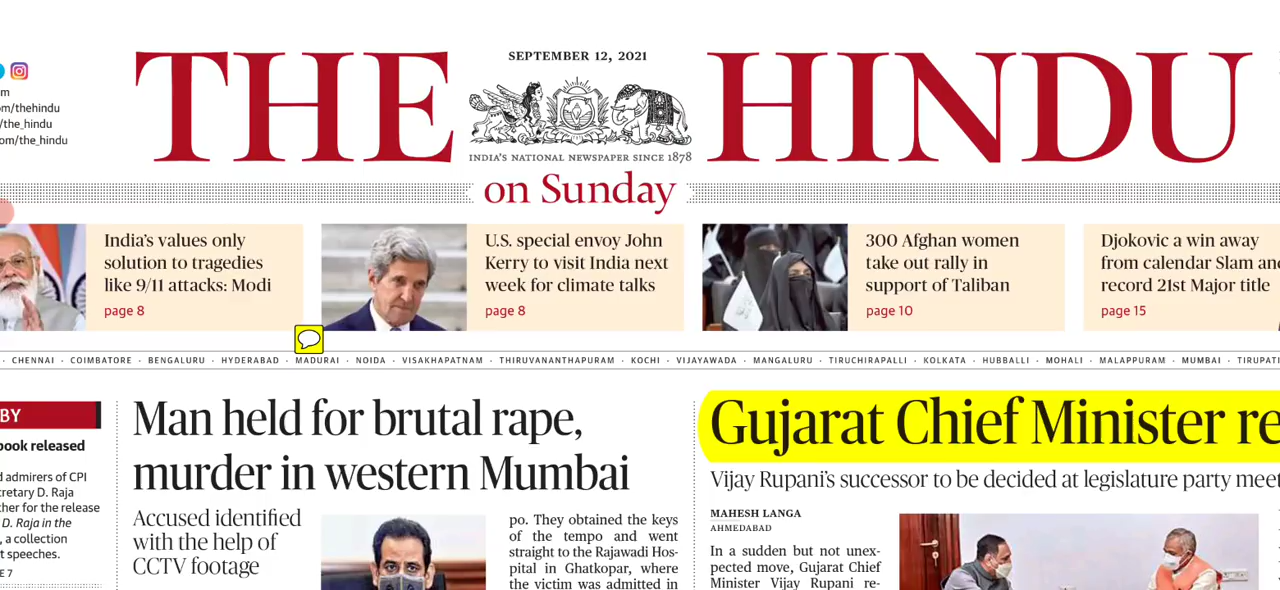 SEPTEMBER 12, 2021
THE HINDU
INDIA'S NATIONAL NEWSPAPER SINCE 1878
on Sunday
/thehindu
/the_hindu
/the_hindu
India's values only
solution to tragedies
like 9/11 attacks: Modi
page 8
U.S. special envoy John
Kerry to visit India next
week for climate talks
page 8
300 Afghan women
take out rally in
support of Taliban
page 10
Djokovic a win away
from calendar Slam
record 21st Major title
page 15
· CHENNAI · COIMBATORE · BENGALURU · HYDERABAD · MADURAI · NOIDA · VISAKHAPATNAM · THIRUVANANTHAPURAM · KOCHI · VIJAYAWADA · MANGALURU · TIRUCHIRAPALLI · KOLKATA · HUBBALLI · MOHALI · MALAPPURAM · MUMBAI · TIRUPATI
BY
book released
admirers of CPI
D. Raja
for the release
D. Raja in the
, a collection
speeches.
7
Man held for brutal rape,
murder in western Mumbai
Accused identified
with the help of
CCTV footage
po. They obtained the keys
of the tempo and went
straight to the Rajawadi Hos-
pital in Ghatkopar, where
the victim was admitted in
Gujarat Chief Minister re
Vijay Rupani's successor to be decided at legislature party meet
MAHESH LANGA
AHMEDABAD
In a sudden but not unex-
pected move, Gujarat Chief
Minister Vijay Rupani re-